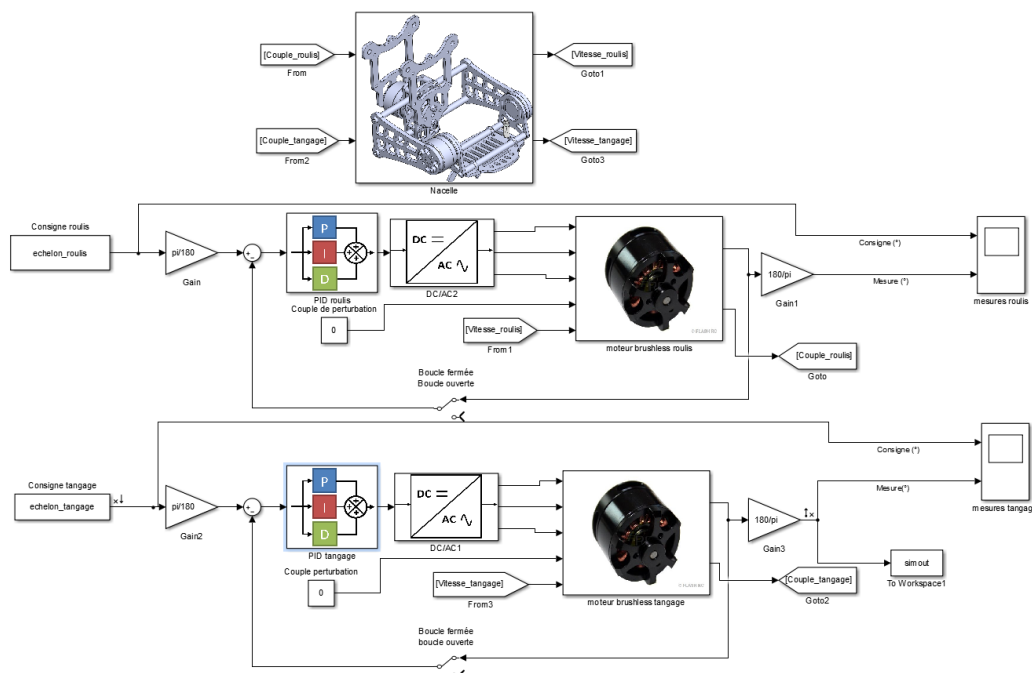 [Couple_roulis]
From
[Vitesse_roulis]
Goto1
[Couple_tangage]
From2
[Vitesse_tangage]
Goto3
Nacelle
Consigne roulis
echelon_roulis
pi/180
Gain
+
-
P
I
D
PID roulis
Couple de perturbation
0
DC
AC
DC/AC2
[Vitesse_roulis]
From1
moteur brushless roulis
180/pi
Gain1
Consigne (*)
Mesure (*)
mesures roulis
[Couple_roulis]
Goto
Boucle fermée
Boucle ouverte
Consigne tangage
echelon_tangage
pi/180
Gain2
+
-
P
I
D
PID tangage
Couple perturbation
0
DC
AC
DC/AC1
[Vitesse_tangage]
From3
moteur brushless tangage
180/pi
Gain3
Consigne (*)
Mesure(*)
mesures tangag
simout
To Workspace1
[Couple_tangage]
Goto2
Boucle fermée
boucle ouverte